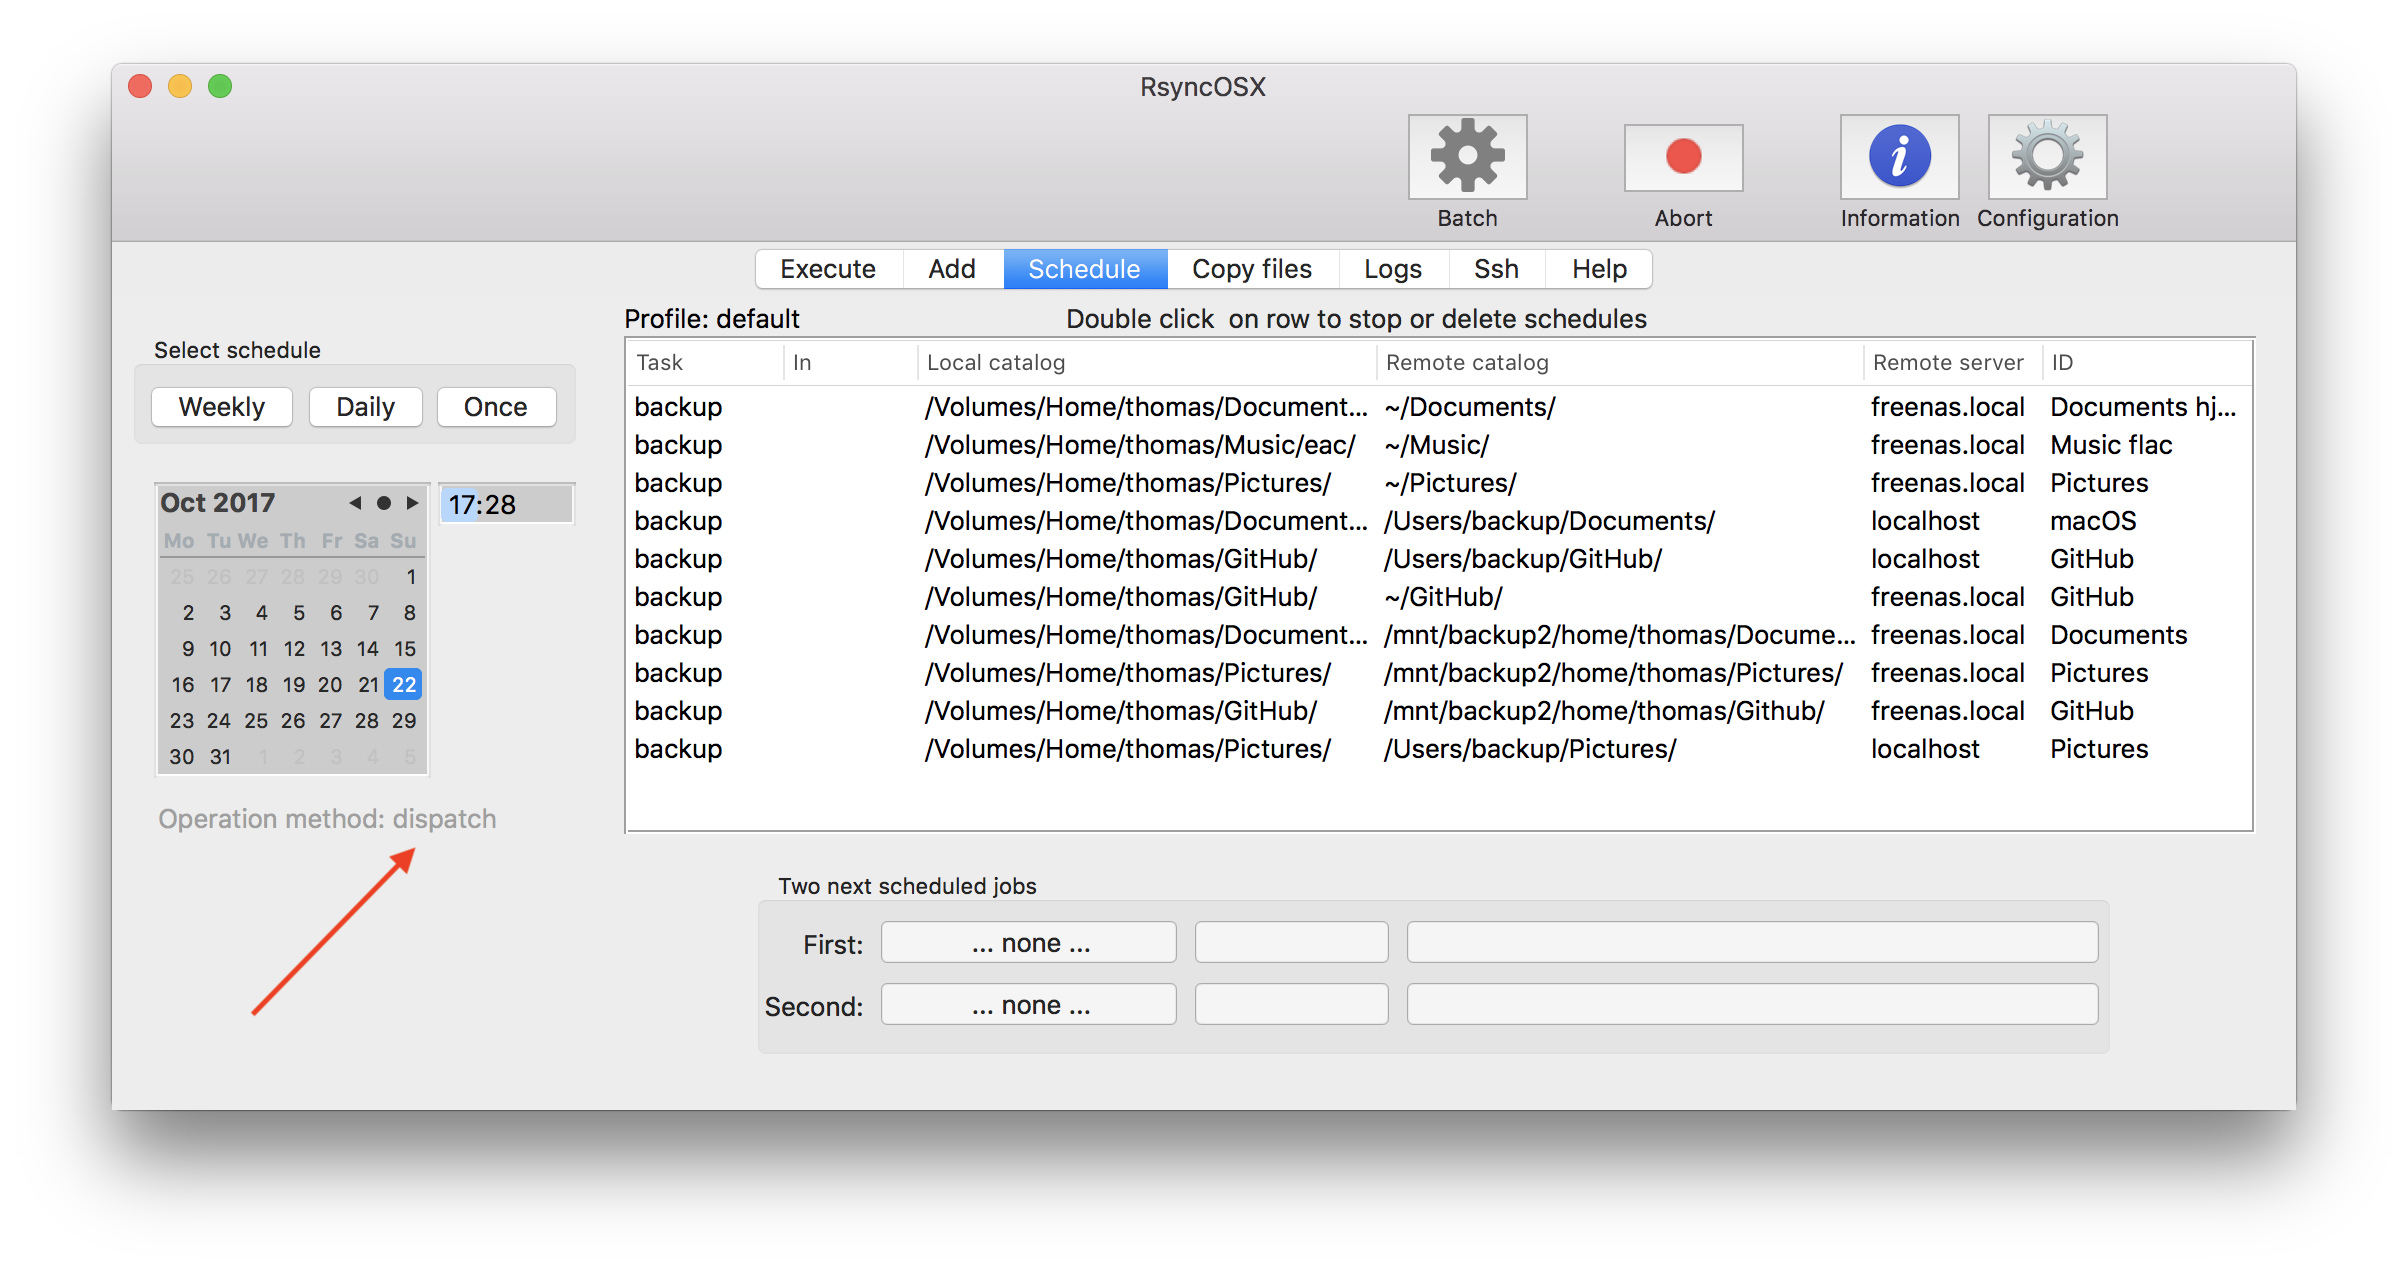 RsyncOSX
Batch Abort Information Configuration
Execute Add Schedule Copy files Logs Ssh Help
Profile: default Double click  on row to stop or delete schedules
Select schedule
Weekly Daily Once
Oct 2017 17:28
Mo Tu We Th Fr Sa Su
25 26 27 28 29 30 1
2 3 4 5 6 7 8
9 10 11 12 13 14 15
16 17 18 19 20 21 22
23 24 25 26 27 28 29
30 31 1 2 3 4 5
Operation method: dispatch
Task In Local catalog Remote catalog Remote server ID
backup /Volumes/Home/thomas/Document... ~/Documents/ freenas.local Documents hj...
backup /Volumes/Home/thomas/Music/eac/ ~/Music/ freenas.local Music flac
backup /Volumes/Home/thomas/Pictures/ ~/Pictures/ freenas.local Pictures
backup /Volumes/Home/thomas/Document... /Users/backup/Documents/ localhost macOS
backup /Volumes/Home/thomas/GitHub/ /Users/backup/GitHub/ localhost GitHub
backup /Volumes/Home/thomas/GitHub/ ~/GitHub/ freenas.local GitHub
backup /Volumes/Home/thomas/Document... /mnt/backup2/home/thomas/Docume... freenas.local Documents
backup /Volumes/Home/thomas/Pictures/ /mnt/backup2/home/thomas/Pictures/ freenas.local Pictures
backup /Volumes/Home/thomas/GitHub/ /mnt/backup2/home/thomas/Github/ freenas.local GitHub
backup /Volumes/Home/thomas/Pictures/ /Users/backup/Pictures/ localhost Pictures
Two next scheduled jobs
First: ... none ...
Second: ... none ...